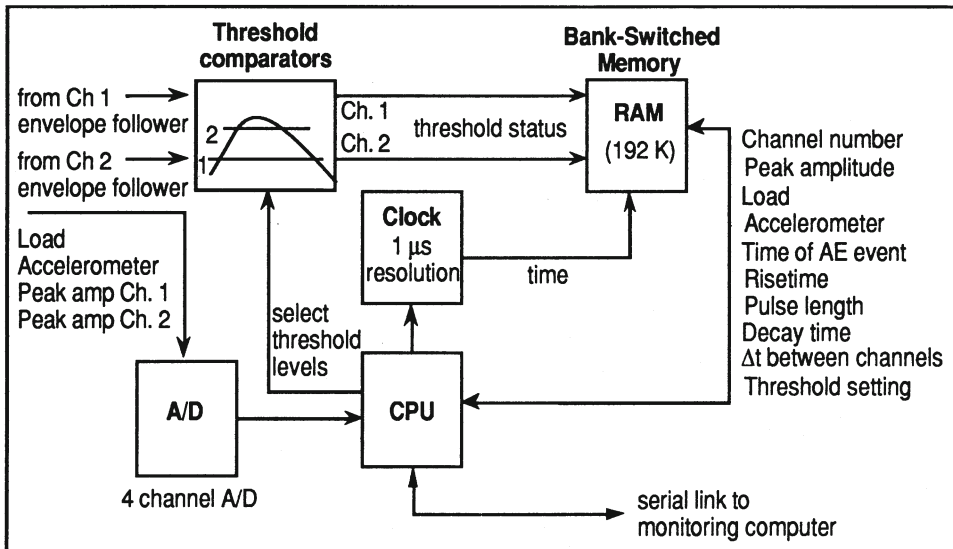 Threshold
comparators
Bank-Switched
Memory
from Ch 1
envelope follower
from Ch 2
envelope follower
2
1
Ch. 1
Ch. 2
threshold status
RAM
(192 K)
Channel number
Peak amplitude
Load
Accelerometer
Time of AE event
Risetime
Pulse length
Decay time
Δt between channels
Threshold setting
Load
Accelerometer
Peak amp Ch. 1
Peak amp Ch. 2
Clock
1 μs
resolution
time
select
threshold
levels
A/D
CPU
4 channel A/D
serial link to
monitoring computer